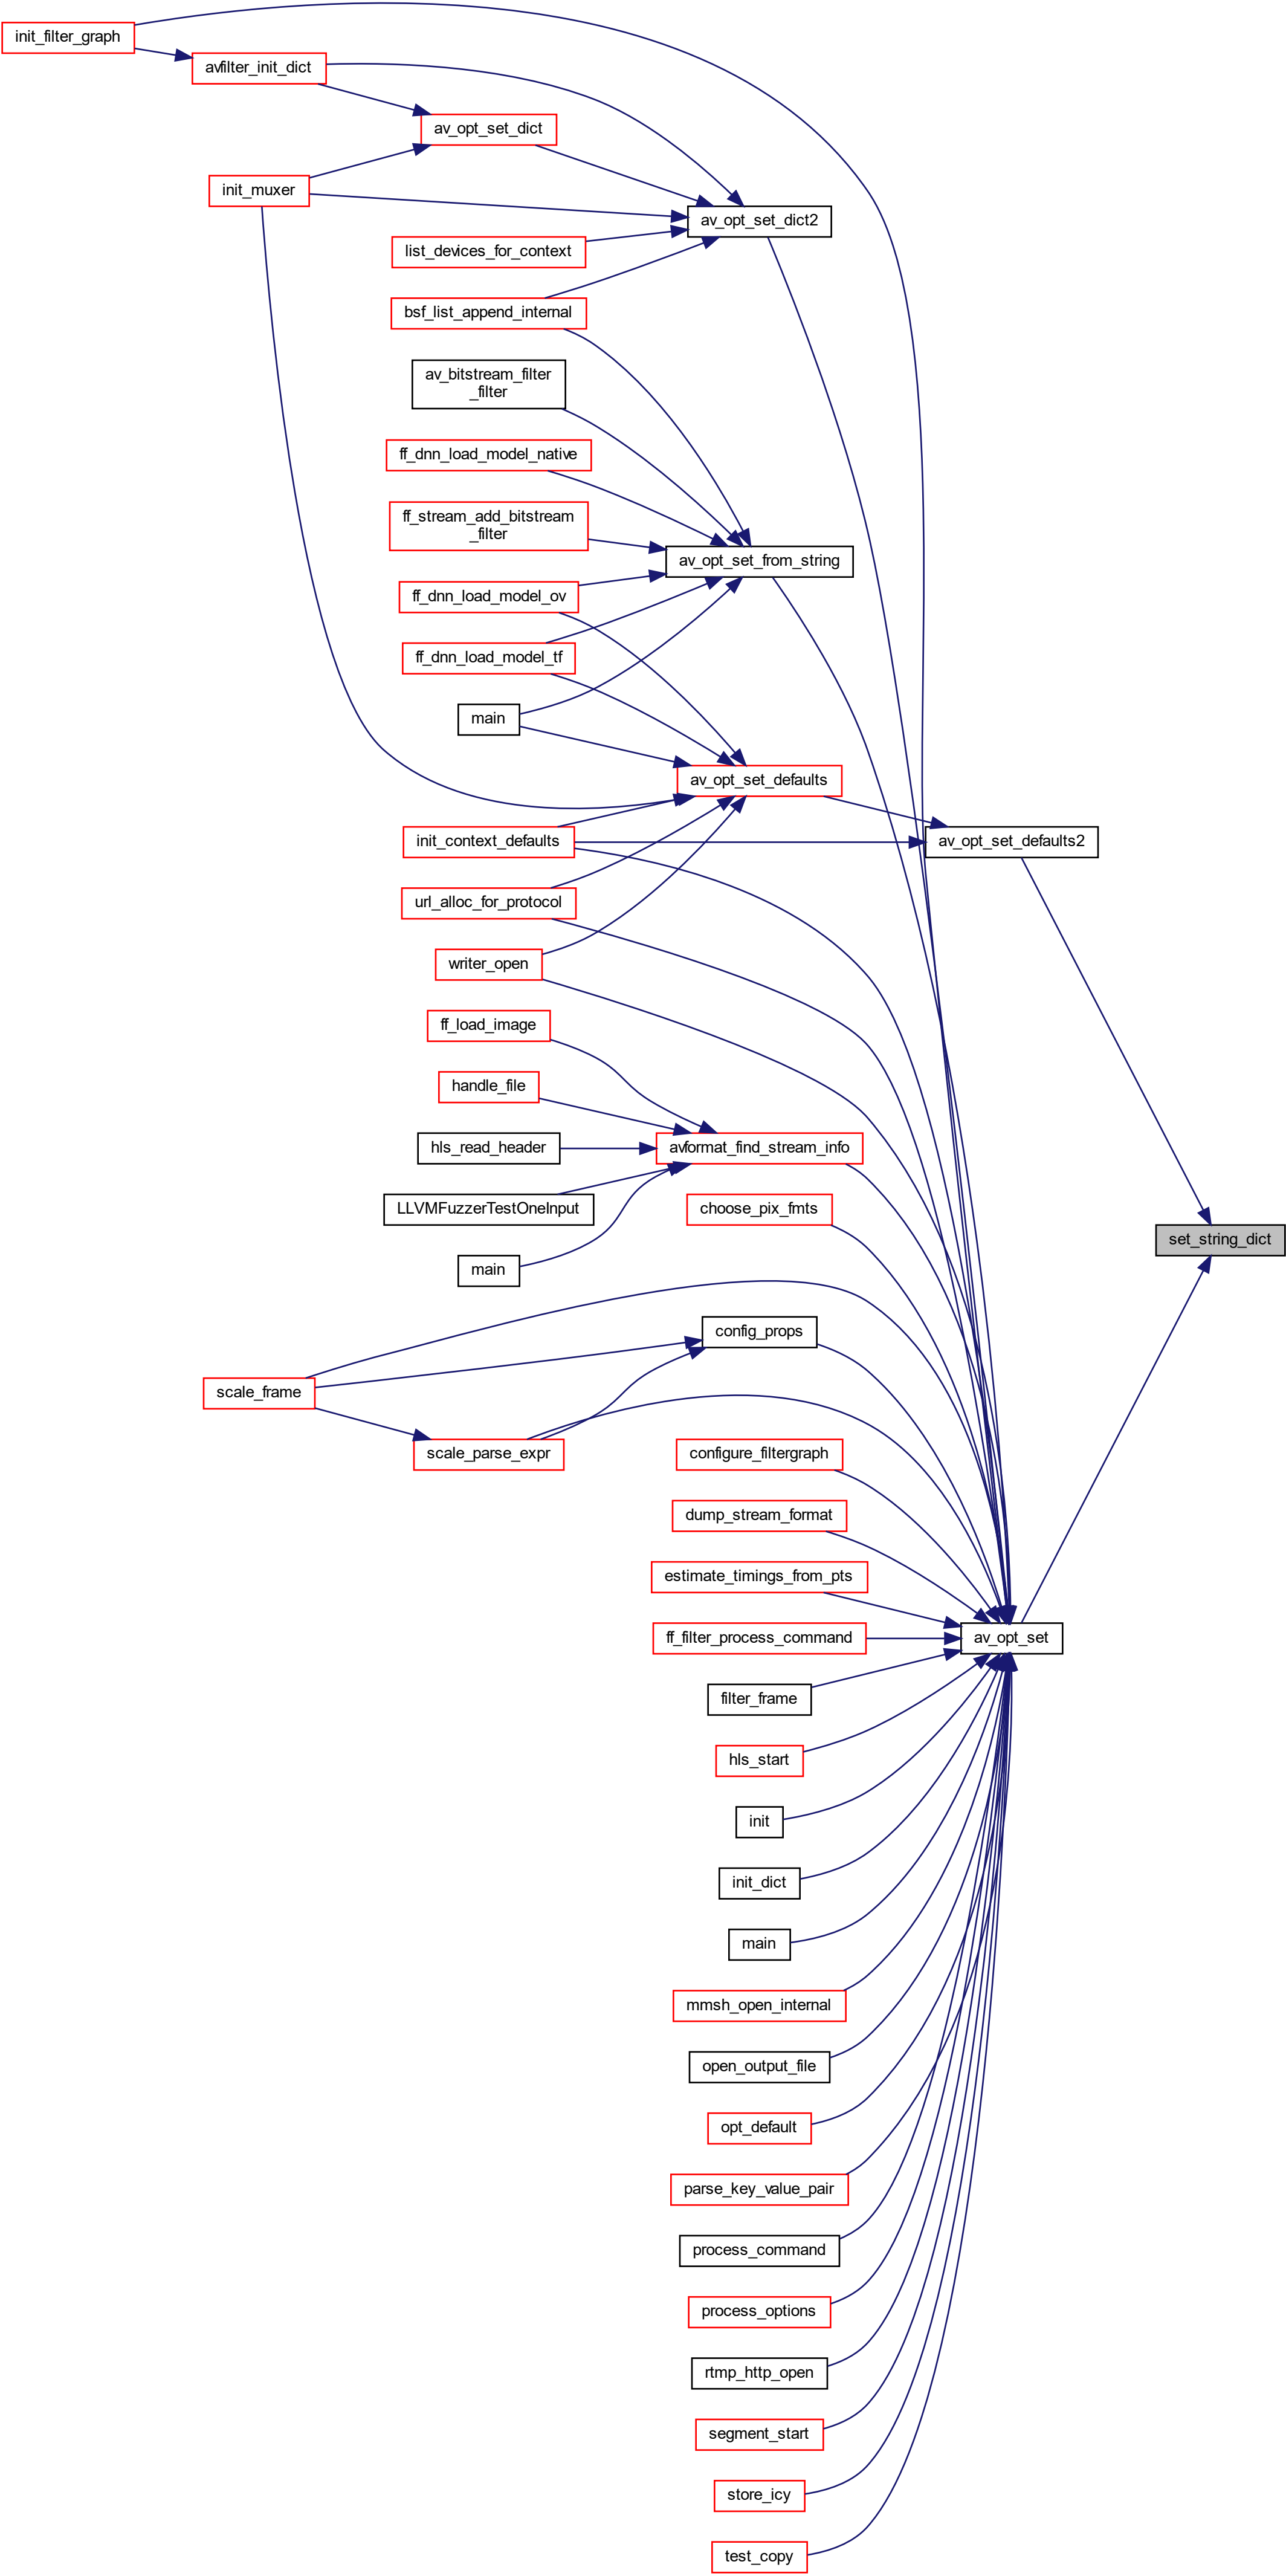 init_filter_graph
avfilter_init_dict
av_opt_set_dict
init_muxer
av_opt_set_dict2
list_devices_for_context
bsf_list_append_internal
av_bitstream_filter
_filter
ff_dnn_load_model_native
ff_stream_add_bitstream
_filter
av_opt_set_from_string
ff_dnn_load_model_ov
ff_dnn_load_model_tf
main
av_opt_set_defaults
init_context_defaults
av_opt_set_defaults2
url_alloc_for_protocol
writer_open
ff_load_image
handle_file
hls_read_header
avformat_find_stream_info
LLVMFuzzerTestOneInput
choose_pix_fmts
set_string_dict
main
config_props
scale_frame
scale_parse_expr
configure_filtergraph
dump_stream_format
estimate_timings_from_pts
ff_filter_process_command
av_opt_set
filter_frame
hls_start
init
init_dict
main
mmsh_open_internal
open_output_file
opt_default
parse_key_value_pair
process_command
process_options
rtmp_http_open
segment_start
store_icy
test_copy